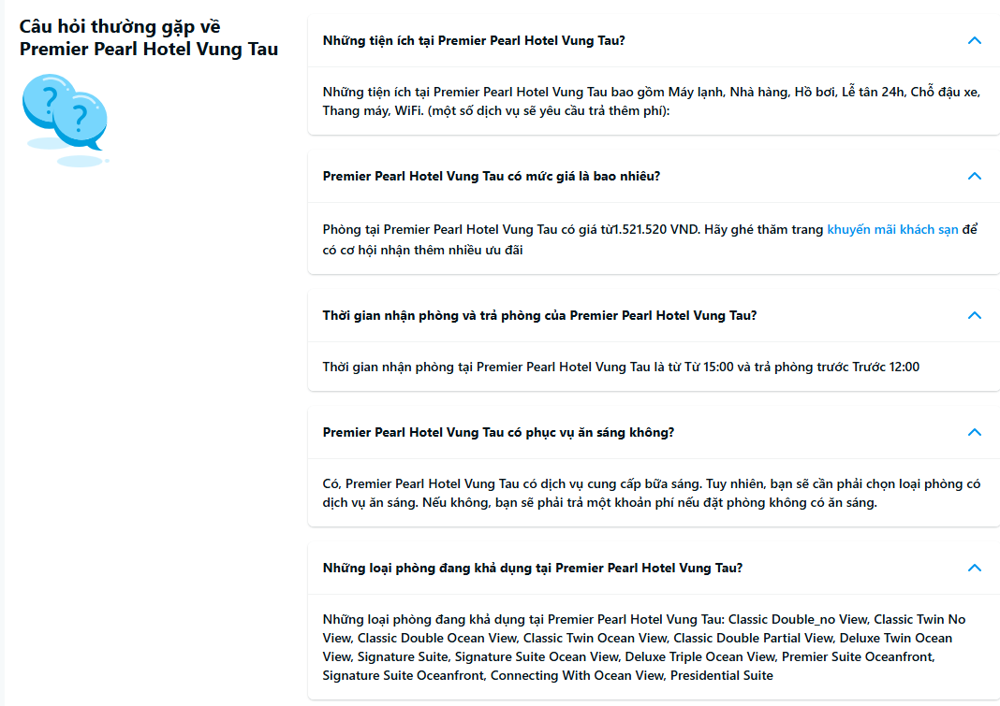 Câu hỏi thường gặp về
Premier Pearl Hotel Vung Tau
? ?
Những tiện ích tại Premier Pearl Hotel Vung Tau?
Những tiện ích tại Premier Pearl Hotel Vung Tau bao gồm Máy lạnh, Nhà hàng, Hồ bơi, Lễ tân 24h, Chỗ đậu xe,
Thang máy, WiFi. (một số dịch vụ sẽ yêu cầu trả thêm phí):
Premier Pearl Hotel Vung Tau có mức giá là bao nhiêu?
Phòng tại Premier Pearl Hotel Vung Tau có giá từ1.521.520 VND. Hãy ghé thăm trang khuyến mãi khách sạn để
có cơ hội nhận thêm nhiều ưu đãi
Thời gian nhận phòng và trả phòng của Premier Pearl Hotel Vung Tau?
Thời gian nhận phòng tại Premier Pearl Hotel Vung Tau là từ Từ 15:00 và trả phòng trước Trước 12:00
Premier Pearl Hotel Vung Tau có phục vụ ăn sáng không?
Có, Premier Pearl Hotel Vung Tau có dịch vụ cung cấp bữa sáng. Tuy nhiên, bạn sẽ cần phải chọn loại phòng có
dịch vụ ăn sáng. Nếu không, bạn sẽ phải trả một khoản phí nếu đặt phòng không có ăn sáng.
Những loại phòng đang khả dụng tại Premier Pearl Hotel Vung Tau?
Những loại phòng đang khả dụng tại Premier Pearl Hotel Vung Tau: Classic Double_no View, Classic Twin No
View, Classic Double Ocean View, Classic Twin Ocean View, Classic Double Partial View, Deluxe Twin Ocean
View, Signature Suite, Signature Suite Ocean View, Deluxe Triple Ocean View, Premier Suite Oceanfront,
Signature Suite Oceanfront, Connecting With Ocean View, Presidential Suite